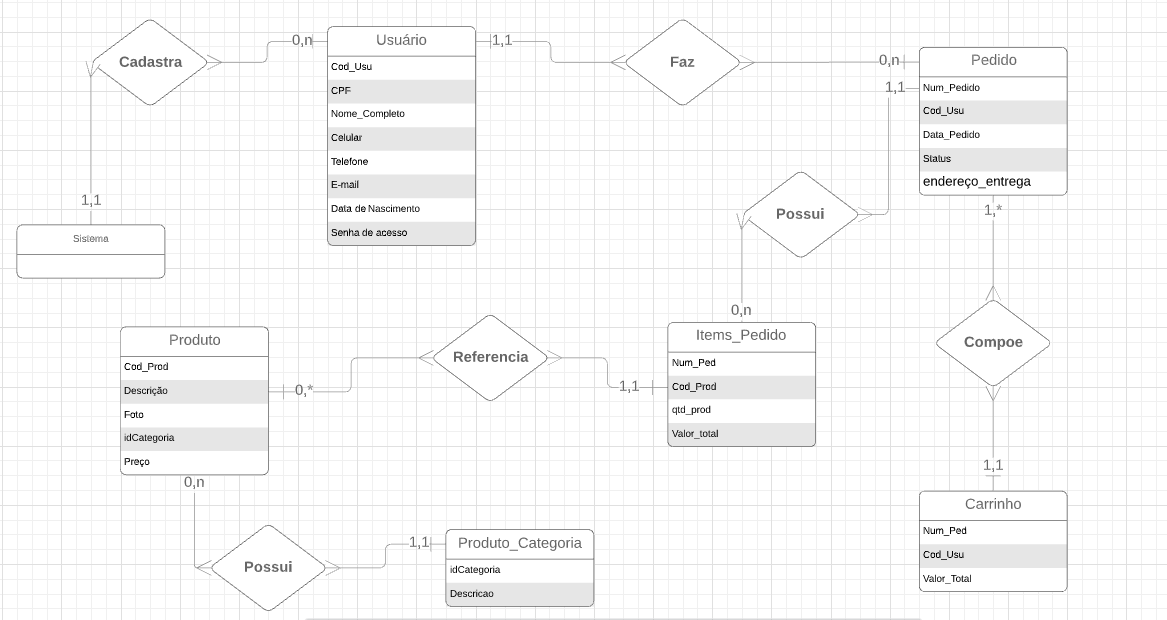 Cadastra
0,n
Usuário
Cod_Usu
CPF
Nome_Completo
Celular
Telefone
E-mail
Data de Nascimento
Senha de acesso
1,1
Faz
0,n
1,1
Pedido
Num_Pedido
Cod_Usu
Data_Pedido
Status
endereço_entrega
1,1
Sistema
Possui
0,n
1,*
Produto
Cod_Prod
Descrição
Foto
idCategoria
Preço
0,*
Referencia
1,1
Items_Pedido
Num_Ped
Cod_Prod
qtd_prod
Valor_total
Compoe
1,1
Carrinho
Num_Ped
Cod_Usu
Valor_Total
0,n
Possui
1,1
Produto_Categoria
idCategoria
Descricao